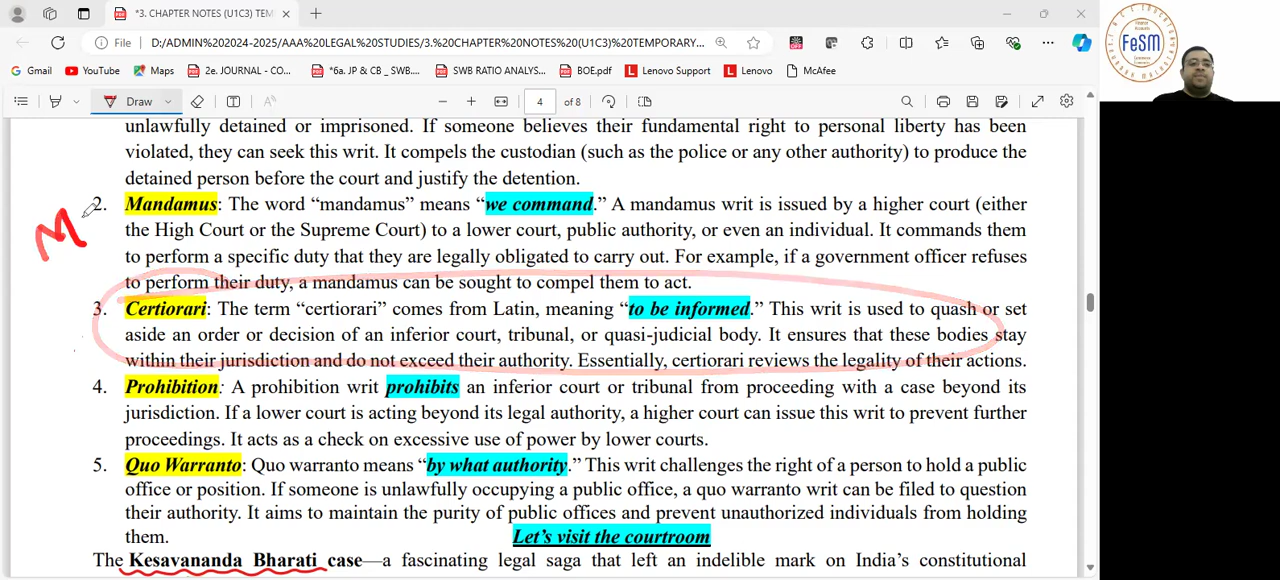 *3. CHAPTER NOTES (U1C3) TEM
File
D:/ADMIN%202024-2025/AAA%20LEGAL%20STUDIES/3.%20CHAPTER%20NOTES%20(U1C3)%20TEMPORARY...
Gmail YouTube Maps 2e. JOURNAL - CO... *6a. JP & CB _ SWB.... SWB RATIO ANALYS... BOE.pdf Lenovo Support Lenovo McAfee
Draw 4 of 8
unlawfully detained or imprisoned. If someone believes their fundamental right to personal liberty has been
violated, they can seek this writ. It compels the custodian (such as the police or any other authority) to produce the
detained person before the court and justify the detention.
2. Mandamus: The word “mandamus” means “we command.” A mandamus writ is issued by a higher court (either
the High Court or the Supreme Court) to a lower court, public authority, or even an individual. It commands them
to perform a specific duty that they are legally obligated to carry out. For example, if a government officer refuses
to perform their duty, a mandamus can be sought to compel them to act.
M
3. Certiorari: The term “certiorari” comes from Latin, meaning “to be informed.” This writ is used to quash or set
aside an order or decision of an inferior court, tribunal, or quasi-judicial body. It ensures that these bodies stay
within their jurisdiction and do not exceed their authority. Essentially, certiorari reviews the legality of their actions.
4. Prohibition: A prohibition writ prohibits an inferior court or tribunal from proceeding with a case beyond its
jurisdiction. If a lower court is acting beyond its legal authority, a higher court can issue this writ to prevent further
proceedings. It acts as a check on excessive use of power by lower courts.
5. Quo Warranto: Quo warranto means “by what authority.” This writ challenges the right of a person to hold a public
office or position. If someone is unlawfully occupying a public office, a quo warranto writ can be filed to question
their authority. It aims to maintain the purity of public offices and prevent unauthorized individuals from holding
them.
Let’s visit the courtroom
The Kesavananda Bharati case—a fascinating legal saga that left an indelible mark on India’s constitutional
FeSM